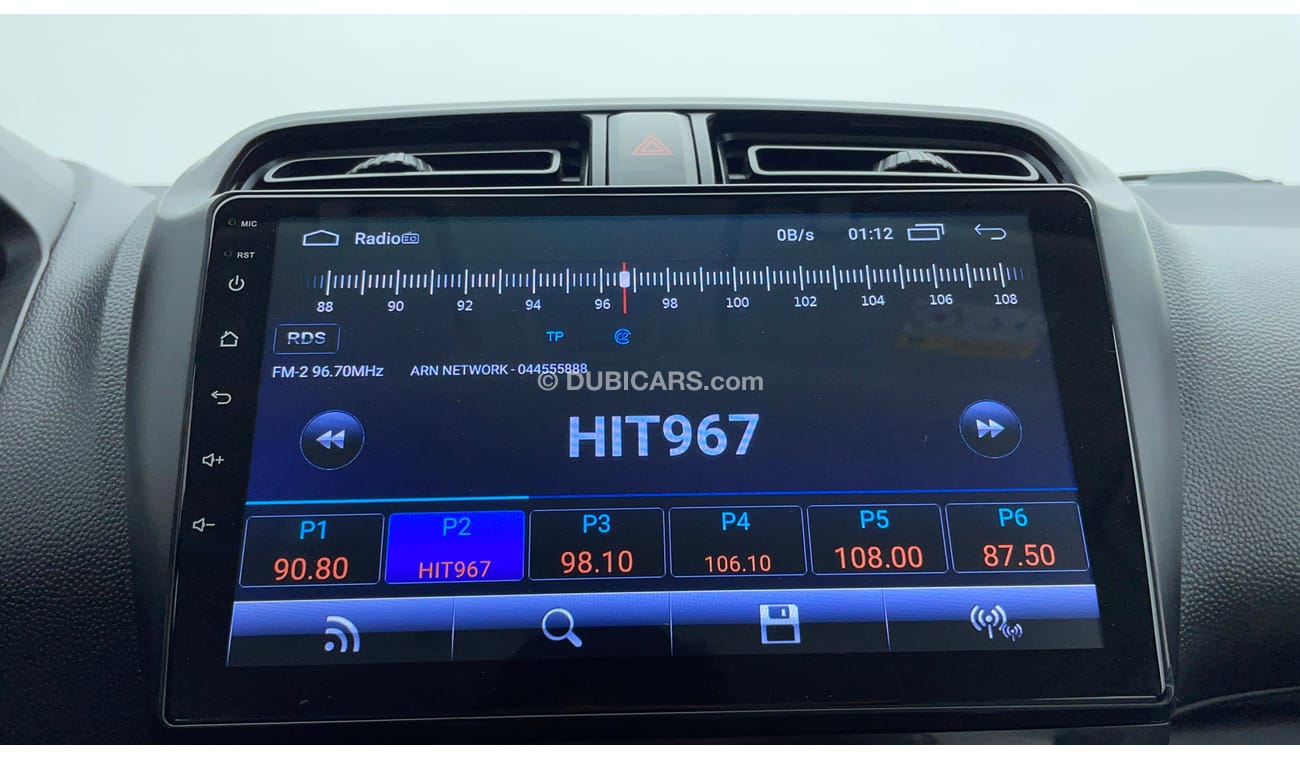 MIC
RST
Radio 0B/s 01:12
88 90 92 94 96 98 100 102 104 106 108
RDS TP
FM-2 96.70MHz ARN NETWORK - 044555888
© DUBICARS.com
HIT967
P1 P2 P3 P4 P5 P6
90.80 HIT967 98.10 106.10 108.00 87.50